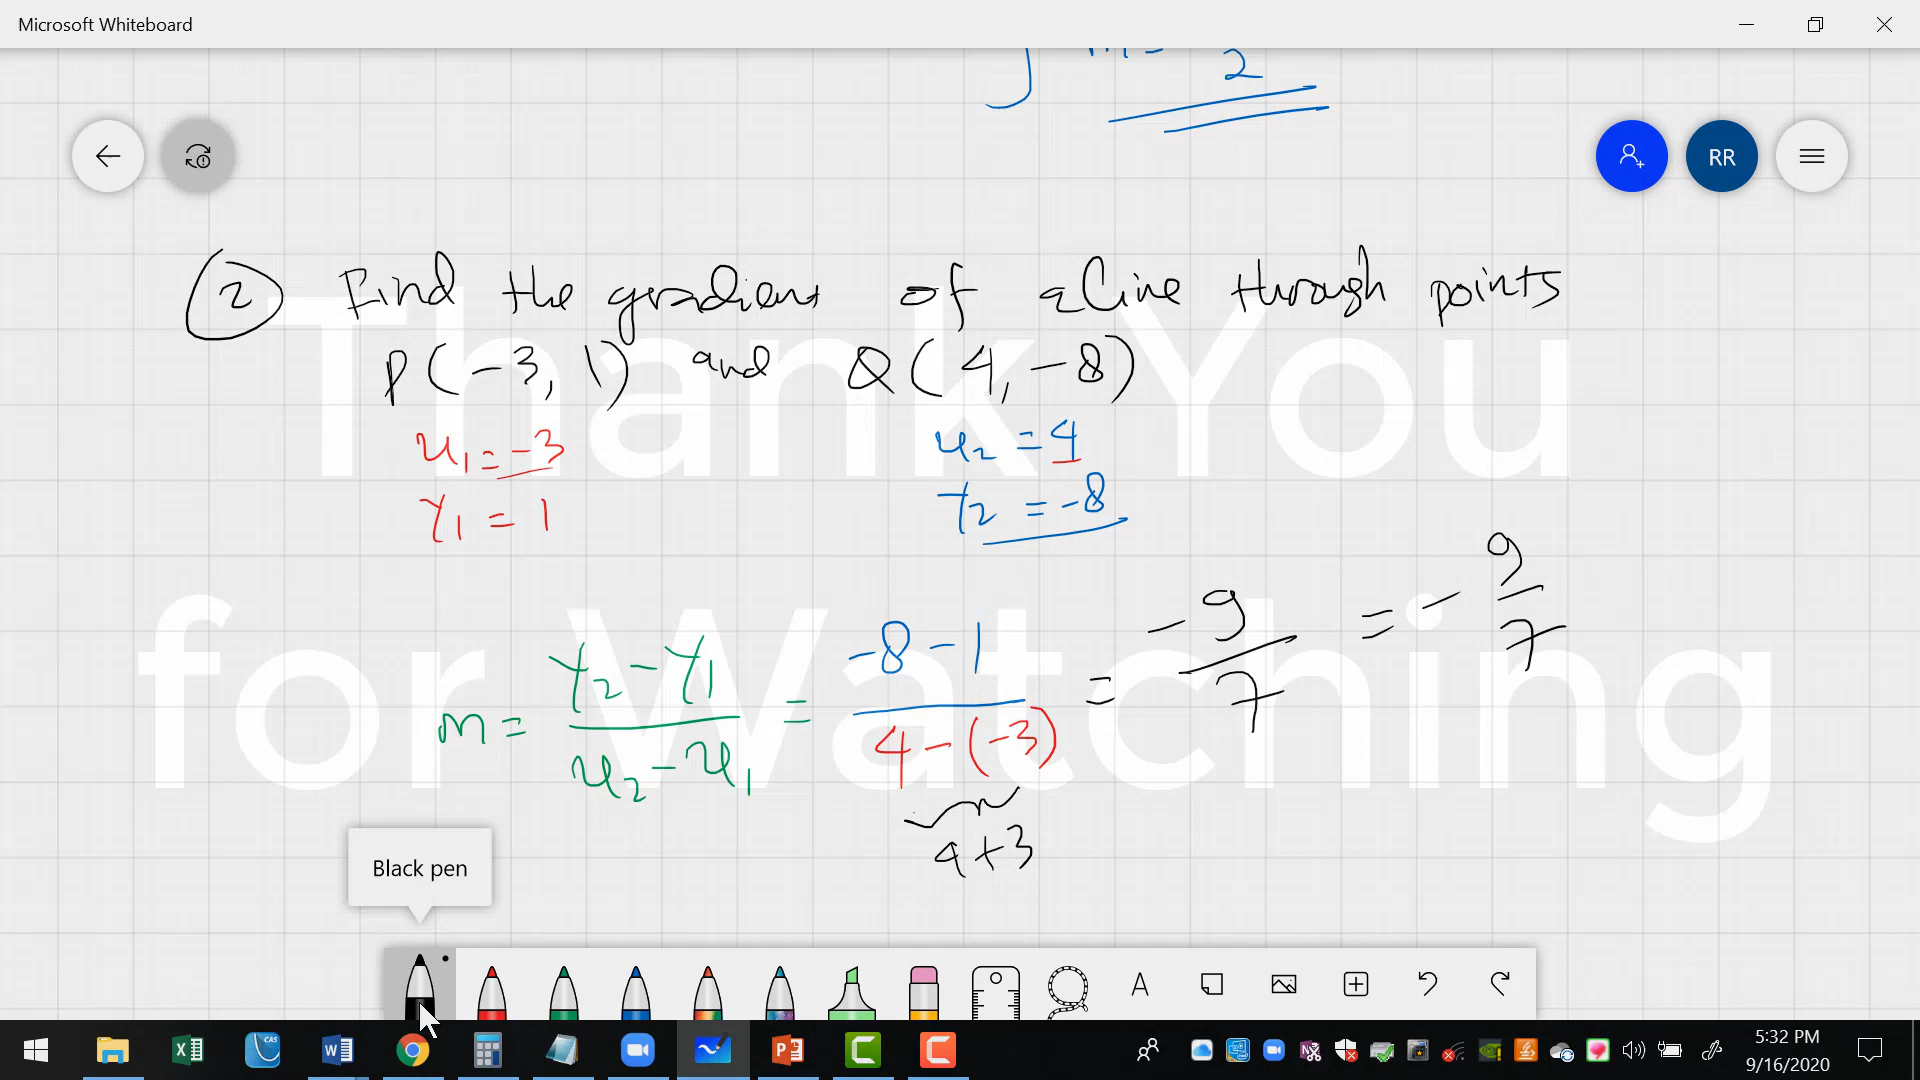 Microsoft Whiteboard
m = 2
RR
2 Find the gradient of a line through points
P(-3, 1) and Q(4, -8)
x1 = -3 x2 = 4
Y1 = 1 Y2 = -8
m = Y2 - Y1 / x2 - x1 = -8 - 1 / 4 - (-3) = -9 / 7 = - 9 / 7
4 + 3
Thank You
for Watching
Black pen
A
5:32 PM
9/16/2020